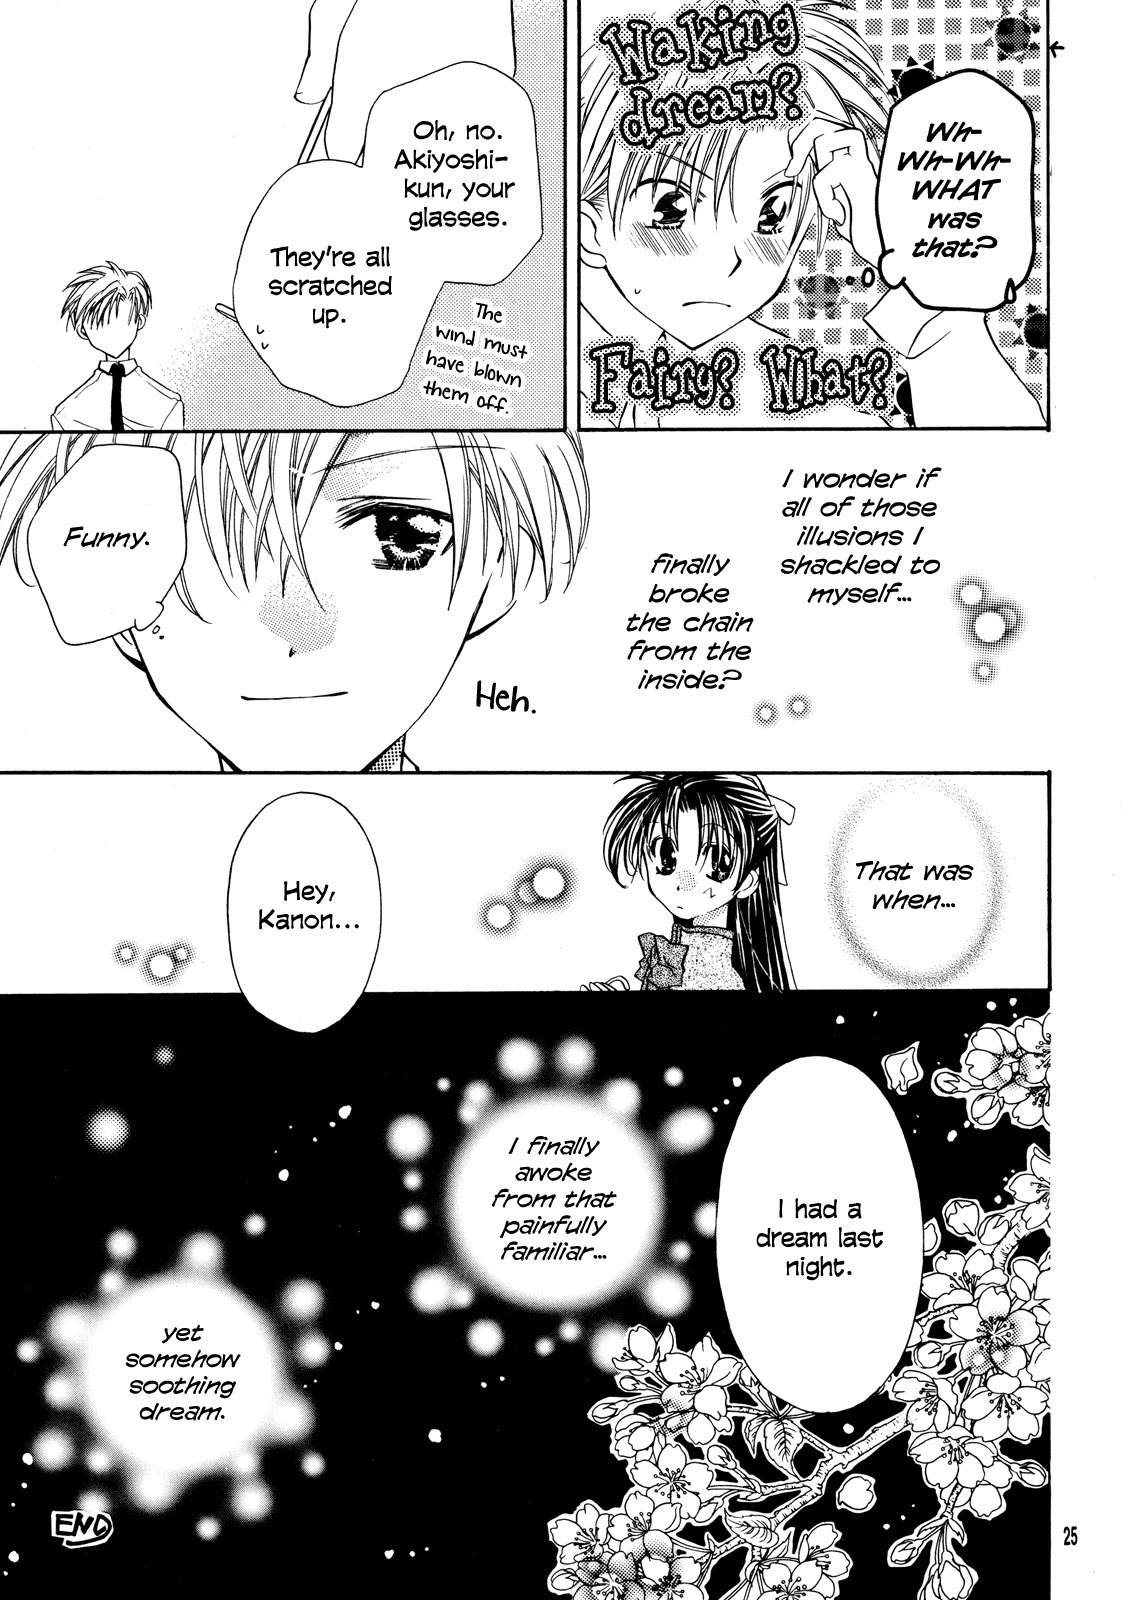 Waking
dream?
Wh-
Wh-Wh-
WHAT
was
that?
Fairy? What?
Oh, no.
Akiyoshi-
kun, your
glasses.
They're all
scratched
up.
The
wind must
have blown
them off.
I wonder if
all of those
illusions I
shackled to
myself...
finally
broke
the chain
from the
inside?
Heh.
Funny.
That was
when...
Hey,
Kanon...
I had a
dream last
night.
I finally
awoke
from that
painfully
familiar...
yet
somehow
soothing
dream.
END
25